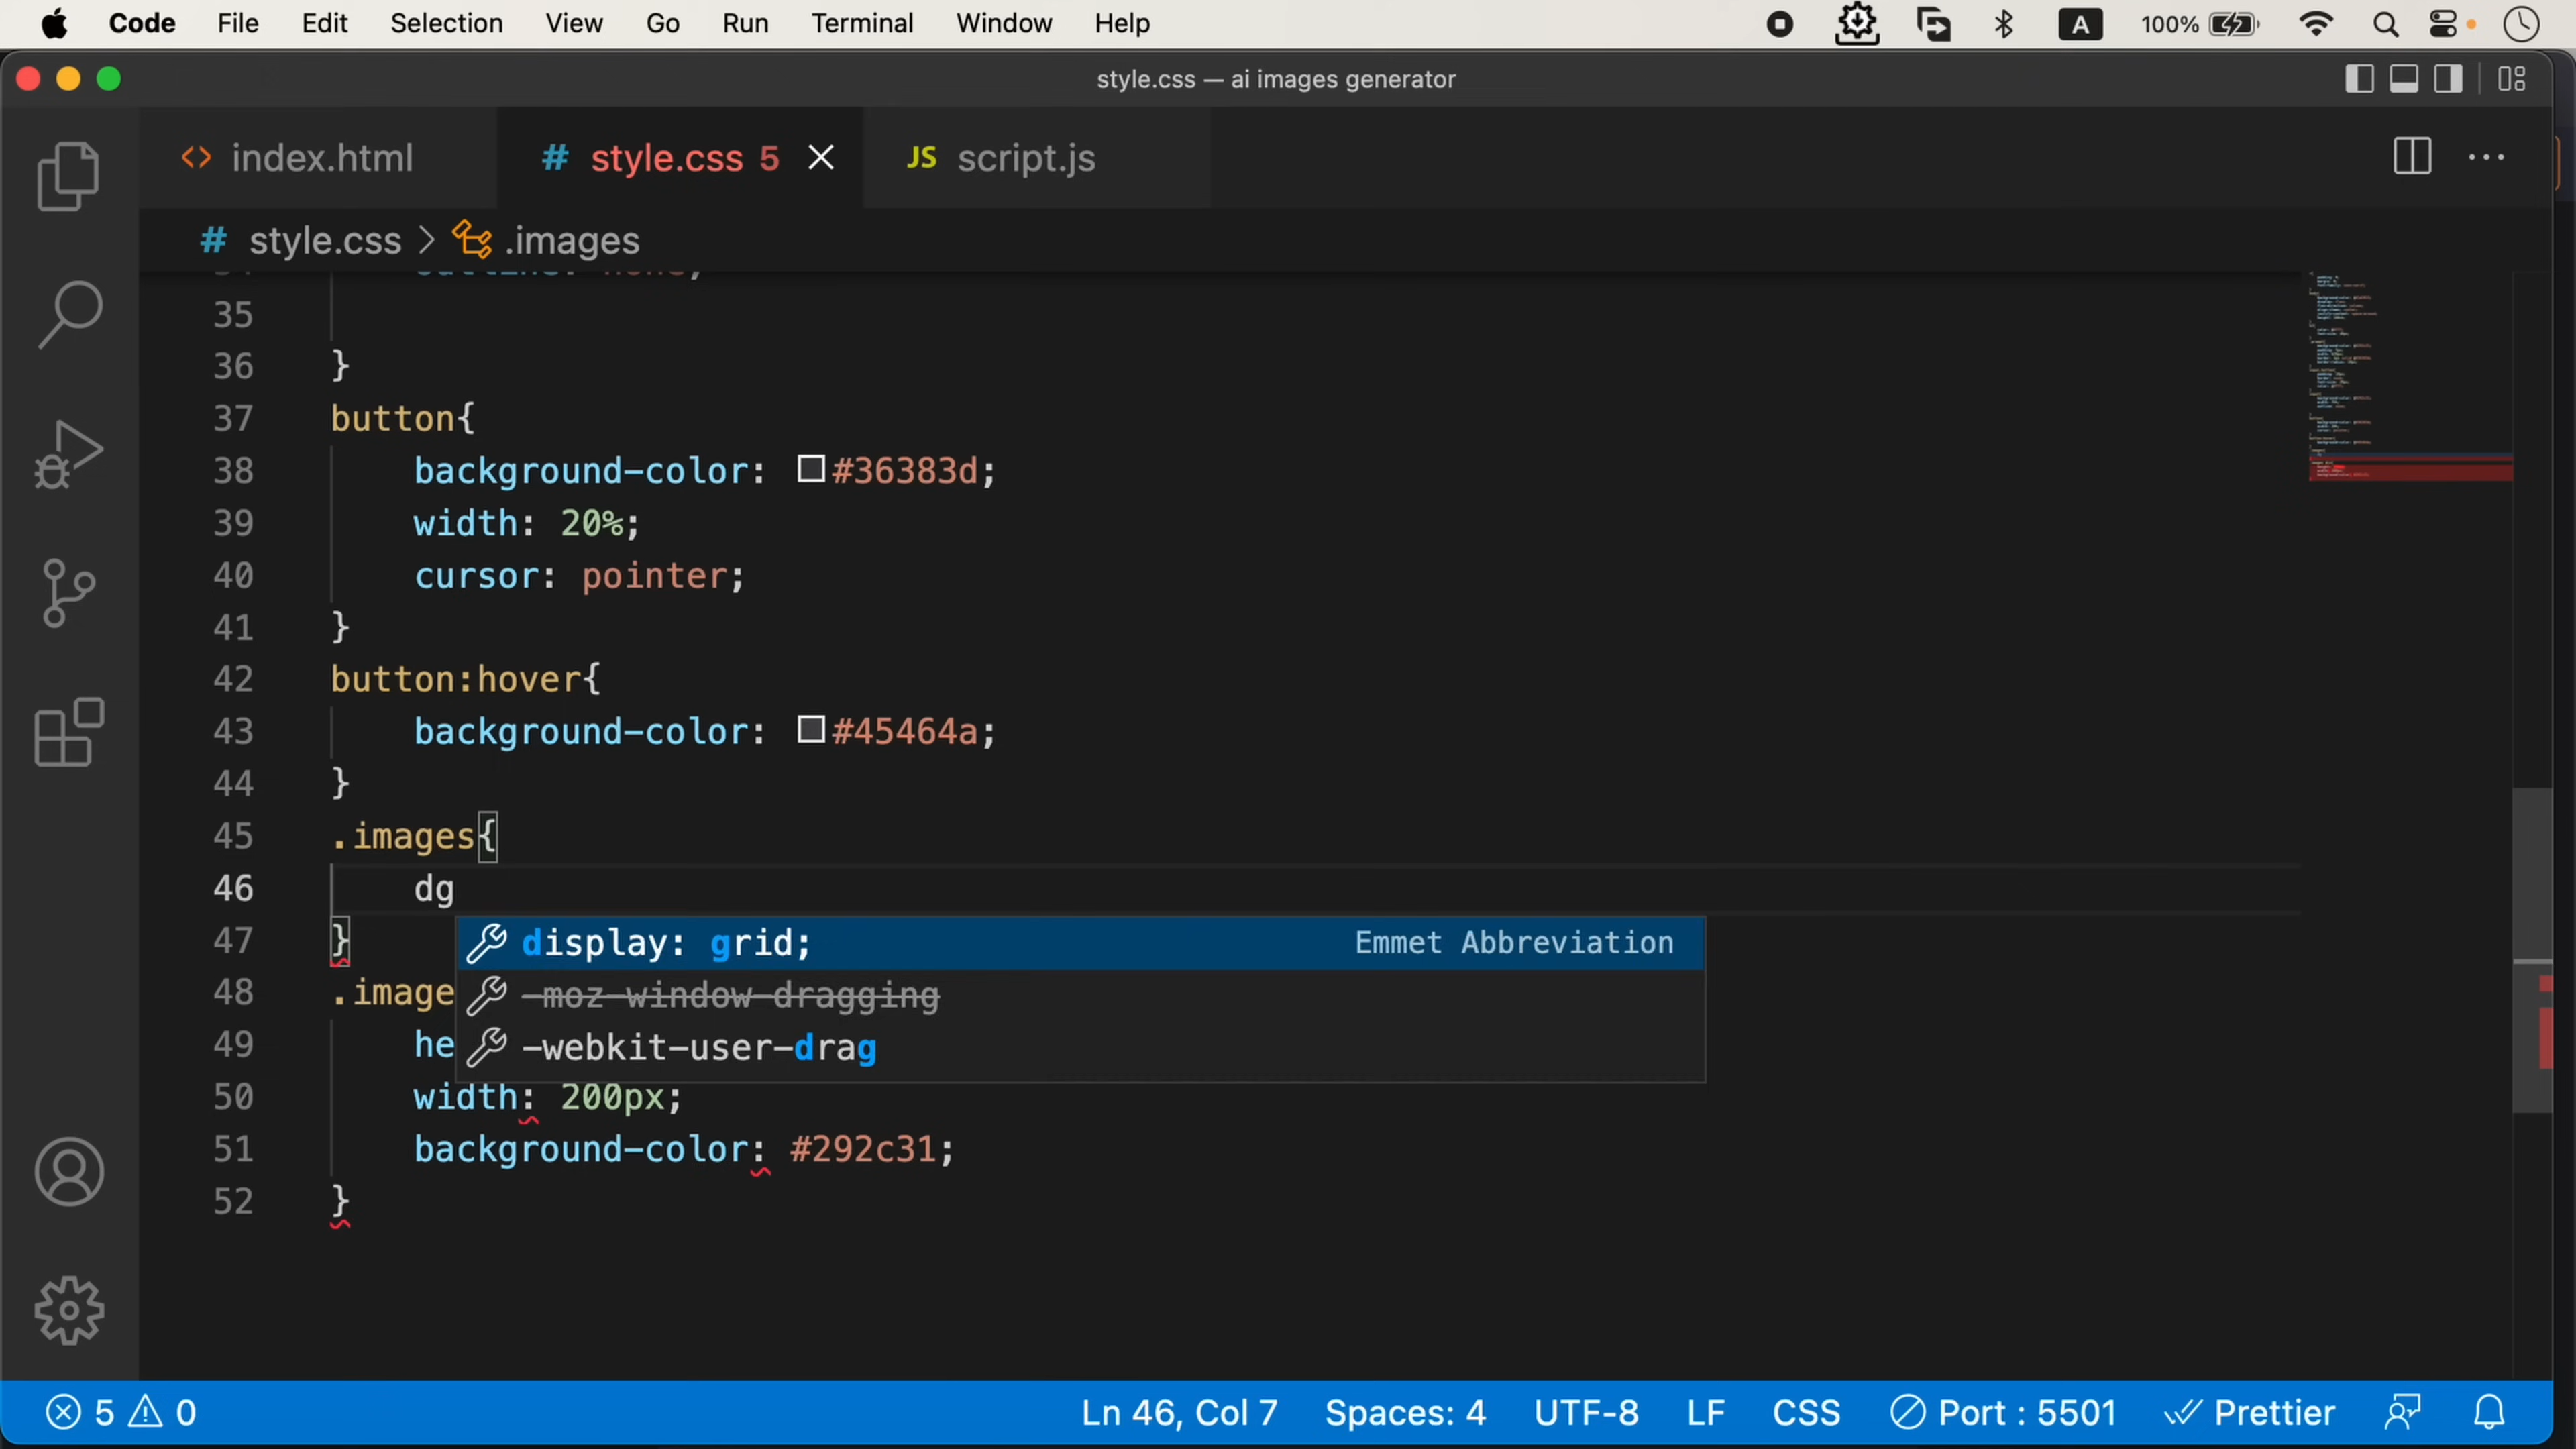 Code File Edit Selection View Go Run Terminal Window Help A 100%
style.css — ai images generator
index.html
# style.css 5
JS script.js
# style.css > .images
35
36 }
37 button{
38 background-color: #36383d;
39 width: 20%;
40 cursor: pointer;
41 }
42 button:hover{
43 background-color: #45464a;
44 }
45 .images{
46 dg
47 }
display: grid; Emmet Abbreviation
48 .image
-moz-window-dragging
49 he
-webkit-user-drag
50 width: 200px;
51 background-color: #292c31;
52 }
5 0 Ln 46, Col 7 Spaces: 4 UTF-8 LF CSS Port : 5501 Prettier